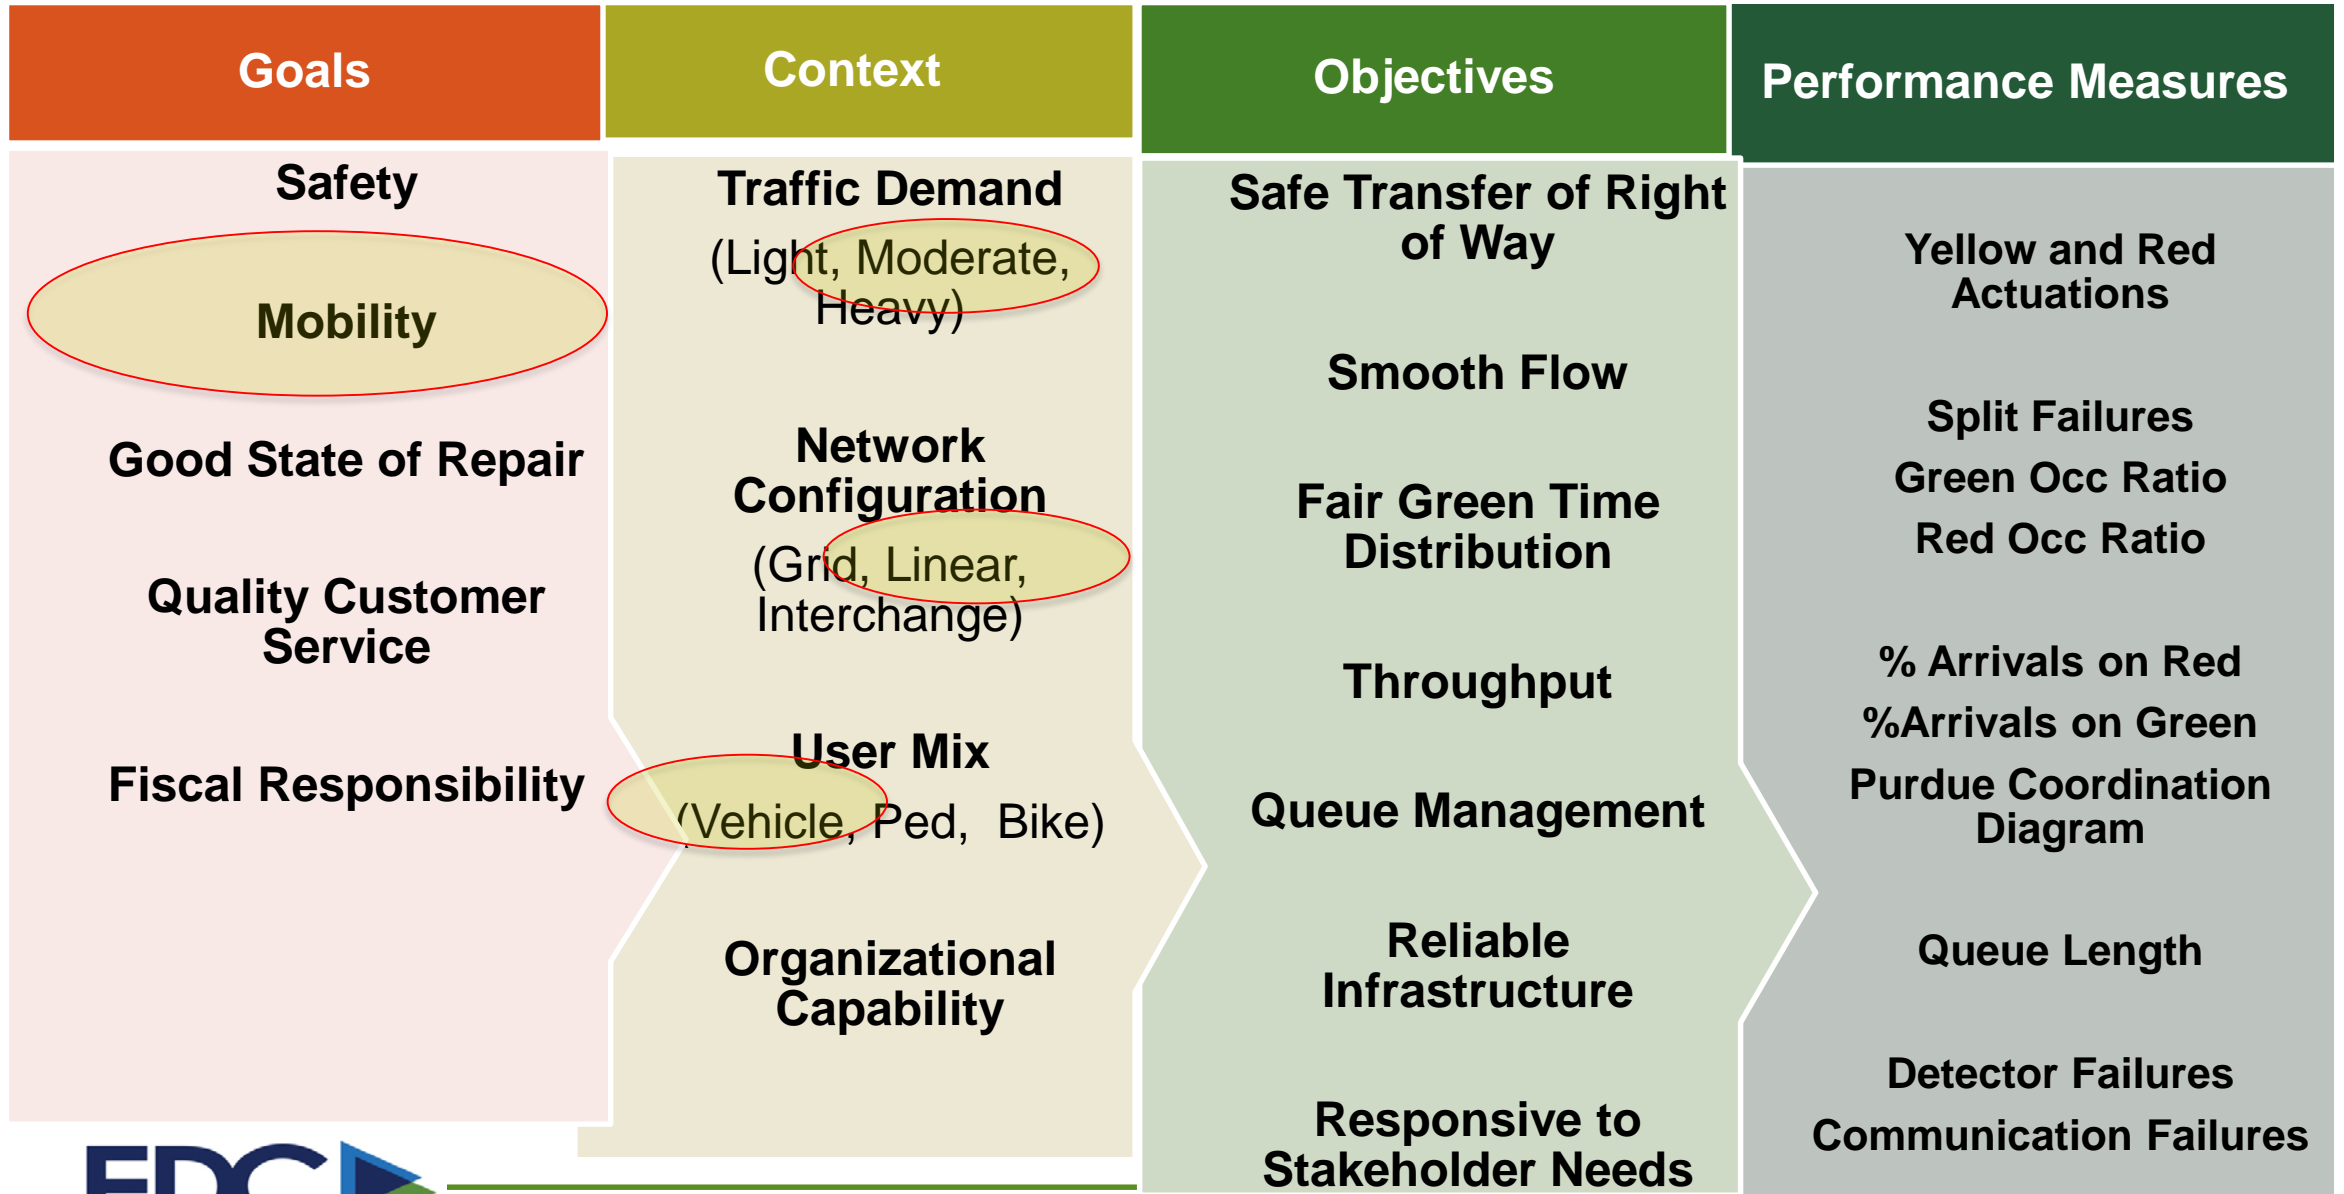 Goals
Context
Objectives
Performance Measures
Safety
Mobility
Good State of Repair
Quality Customer
Service
Fiscal Responsibility
Traffic Demand
(Light, Moderate,
Heavy)
Network
Configuration
(Grid, Linear,
Interchange)
User Mix
(Vehicle, Ped,  Bike)
Organizational
Capability
Safe Transfer of Right
of Way
Smooth Flow
Fair Green Time
Distribution
Throughput
Queue Management
Reliable
Infrastructure
Responsive to
Stakeholder Needs
Yellow and Red
Actuations
Split Failures
Green Occ Ratio
Red Occ Ratio
% Arrivals on Red
%Arrivals on Green
Purdue Coordination
Diagram
Queue Length
Detector Failures
Communication Failures
EDC